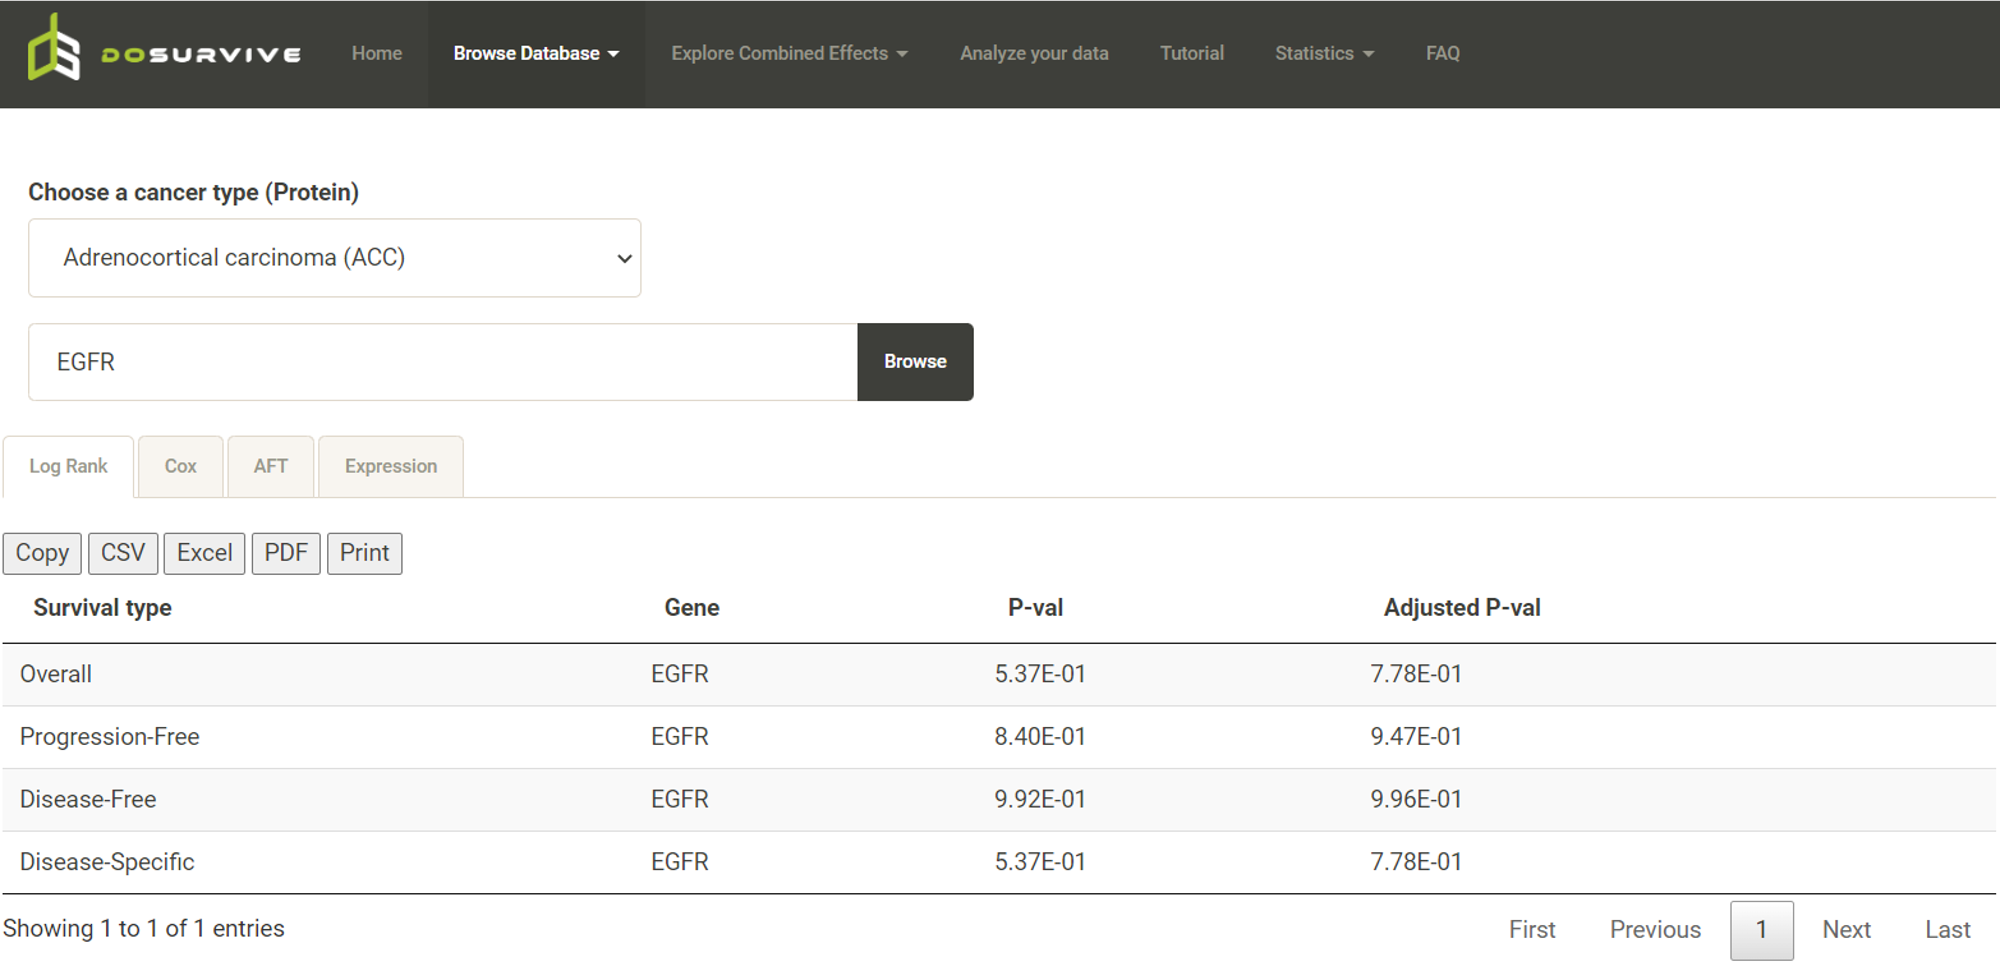 DOSURVIVE Home Browse Database Explore Combined Effects Analyze your data Tutorial Statistics FAQ
Choose a cancer type (Protein)
Adrenocortical carcinoma (ACC)
EGFR Browse
Log Rank Cox AFT Expression
Copy CSV Excel PDF Print
Survival type Gene P-val Adjusted P-val
Overall EGFR 5.37E-01 7.78E-01
Progression-Free EGFR 8.40E-01 9.47E-01
Disease-Free EGFR 9.92E-01 9.96E-01
Disease-Specific EGFR 5.37E-01 7.78E-01
Showing 1 to 1 of 1 entries First Previous 1 Next Last